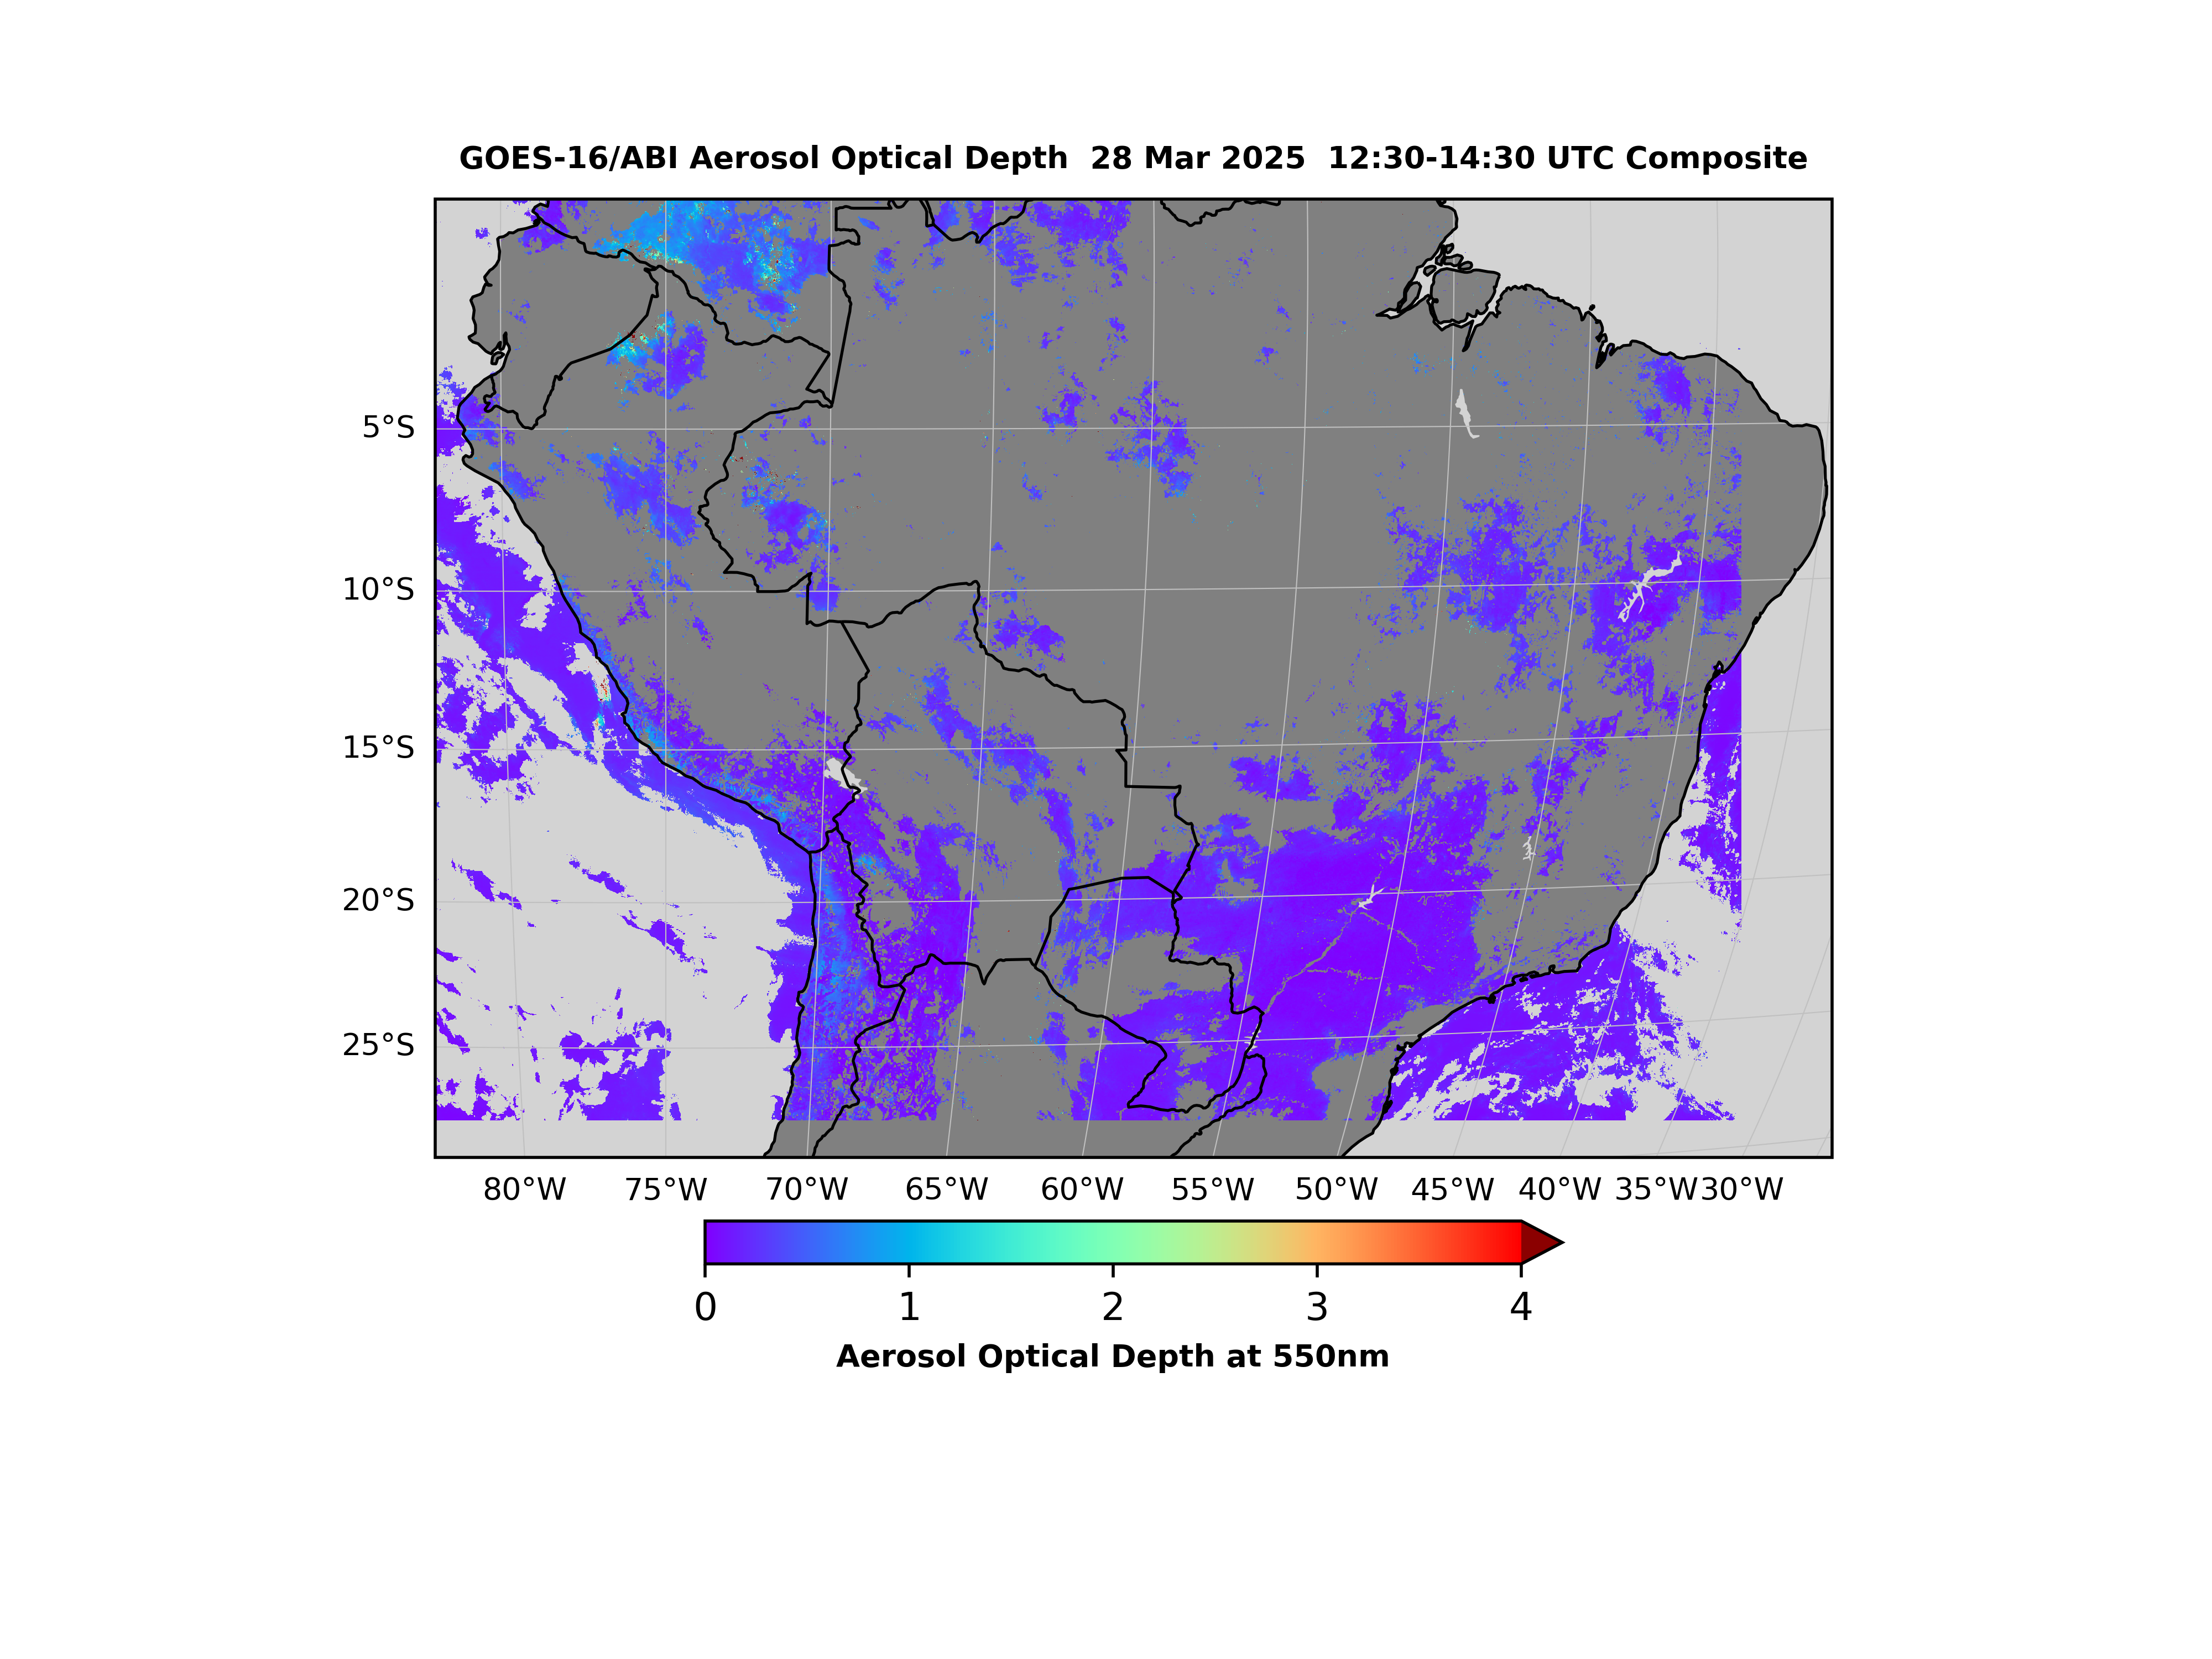 GOES-16/ABI Aerosol Optical Depth  28 Mar 2025  12:30-14:30 UTC Composite
5°S
10°S
15°S
20°S
25°S
80°W 75°W 70°W 65°W 60°W 55°W 50°W 45°W 40°W 35°W 30°W
0 1 2 3 4
Aerosol Optical Depth at 550nm